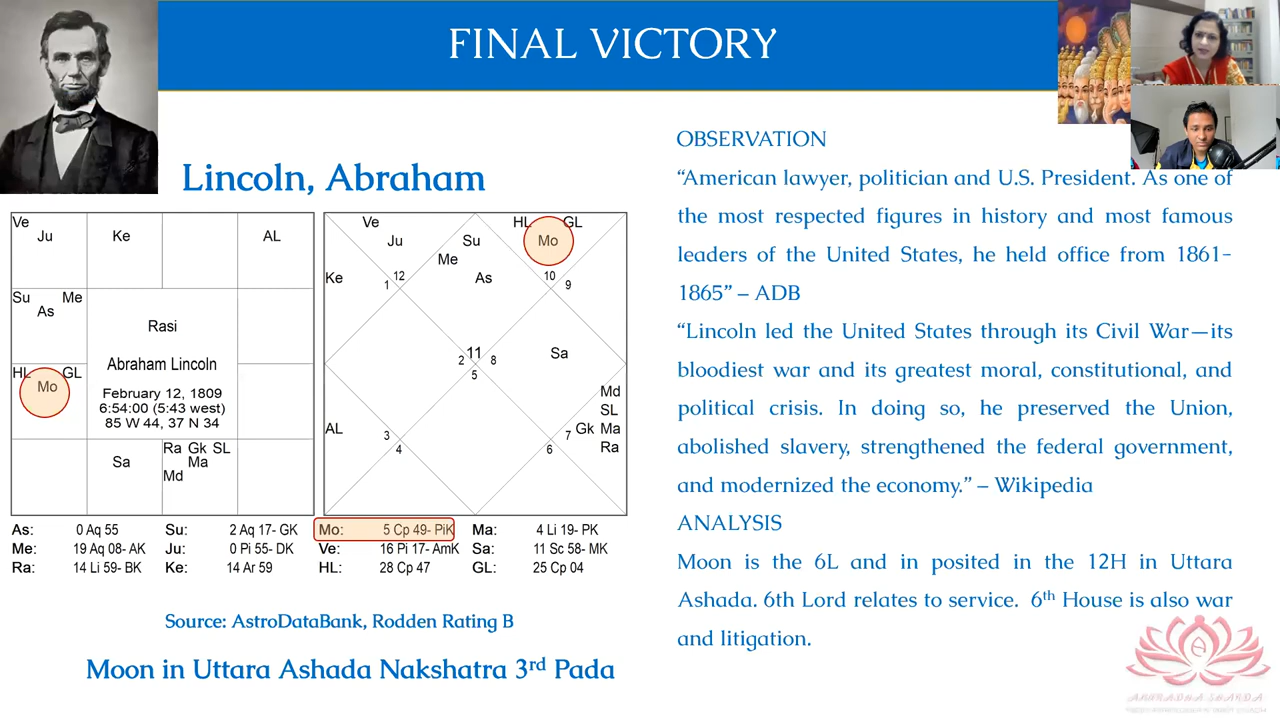 FINAL VICTORY
Lincoln, Abraham
Ve
Ju
Ke
AL
Su Me
As
HL GL
Mo
Rasi
Abraham Lincoln
February 12, 1809
6:54:00 (5:43 west)
85 W 44, 37 N 34
Sa
Ra Gk SL
Ma
Md
Ve
Ju
Su
Me
As
HL GL
Mo
Ke
12
1
10
9
2 11 8
5
Sa
Md
SL
Gk Ma
Ra
AL
3
4
7
6
As: 0 Aq 55 Su: 2 Aq 17- GK Mo: 5 Cp 49- PiK Ma: 4 Li 19- PK
Me: 19 Aq 08- AK Ju: 0 Pi 55- DK Ve: 16 Pi 17- AmK Sa: 11 Sc 58- MK
Ra: 14 Li 59- BK Ke: 14 Ar 59 HL: 28 Cp 47 GL: 25 Cp 04
Source: AstroDataBank, Rodden Rating B
Moon in Uttara Ashada Nakshatra 3rd Pada
OBSERVATION
“American lawyer, politician and U.S. President. As one of
the most respected figures in history and most famous
leaders of the United States, he held office from 1861-
1865” – ADB
“Lincoln led the United States through its Civil War—its
bloodiest war and its greatest moral, constitutional, and
political crisis. In doing so, he preserved the Union,
abolished slavery, strengthened the federal government,
and modernized the economy.” – Wikipedia
ANALYSIS
Moon is the 6L and in posited in the 12H in Uttara
Ashada. 6th Lord relates to service. 6th House is also war
and litigation.